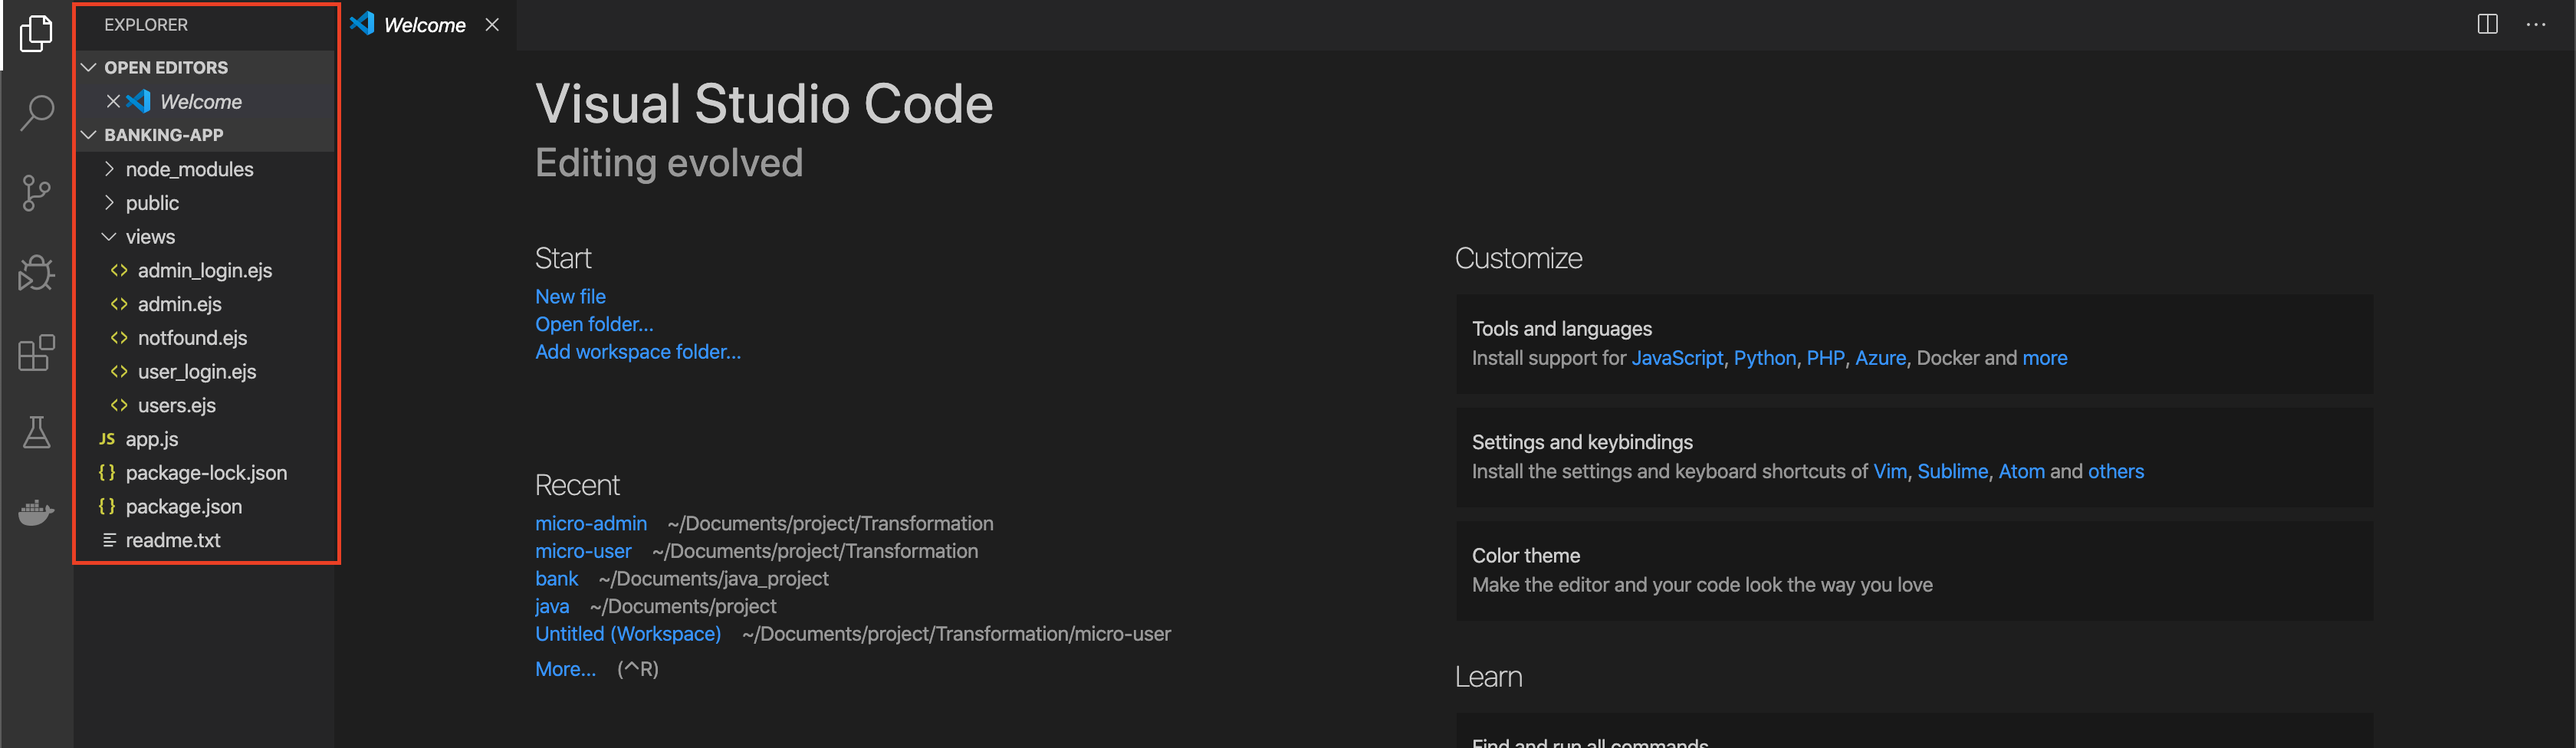 EXPLORER
OPEN EDITORS
Welcome
BANKING-APP
node_modules
public
views
admin_login.ejs
admin.ejs
notfound.ejs
user_login.ejs
users.ejs
JS app.js
{ } package-lock.json
{ } package.json
readme.txt
Welcome
Visual Studio Code
Editing evolved
Start
New file
Open folder...
Add workspace folder...
Recent
micro-admin ~/Documents/project/Transformation
micro-user ~/Documents/project/Transformation
bank ~/Documents/java_project
java ~/Documents/project
Untitled (Workspace) ~/Documents/project/Transformation/micro-user
More... (^R)
Customize
Tools and languages
Install support for JavaScript, Python, PHP, Azure, Docker and more
Settings and keybindings
Install the settings and keyboard shortcuts of Vim, Sublime, Atom and others
Color theme
Make the editor and your code look the way you love
Learn
Find and run all commands